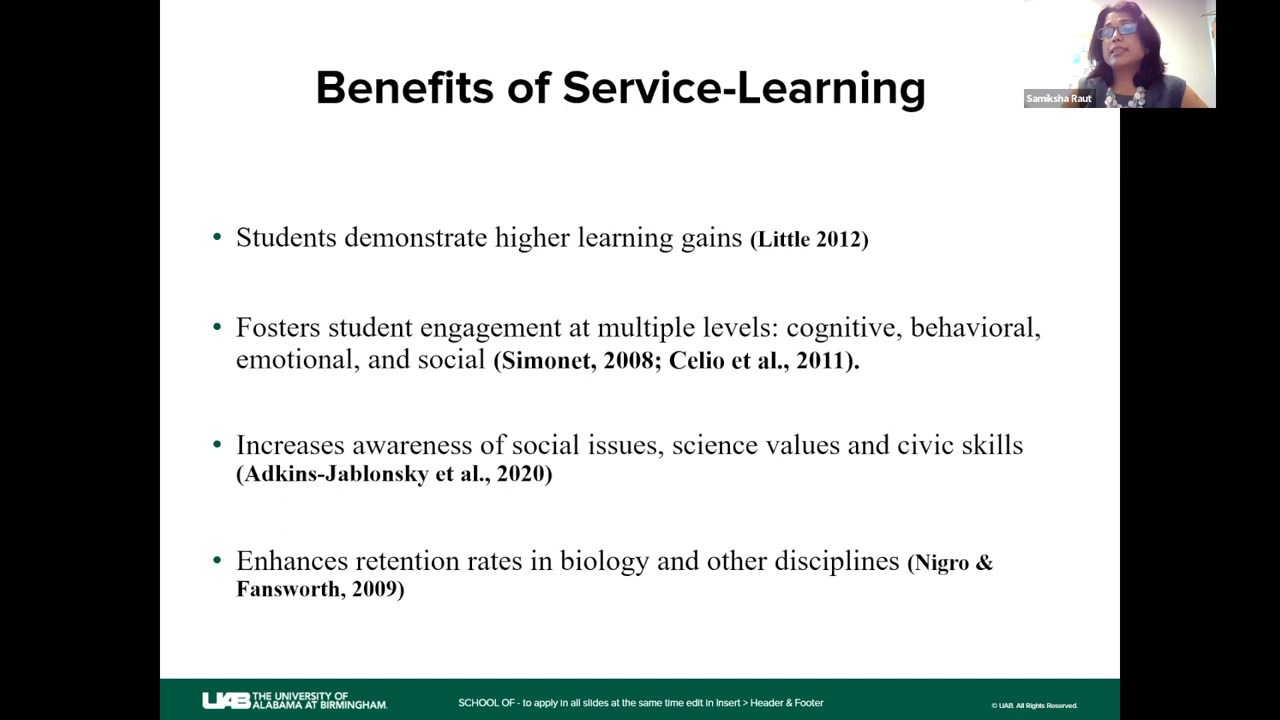 Benefits of Service-Learning
Samiksha Raut
• Students demonstrate higher learning gains (Little 2012)
• Fosters student engagement at multiple levels: cognitive, behavioral,
emotional, and social (Simonet, 2008; Celio et al., 2011).
• Increases awareness of social issues, science values and civic skills
(Adkins-Jablonsky et al., 2020)
• Enhances retention rates in biology and other disciplines (Nigro &
Fansworth, 2009)
UAB THE UNIVERSITY OF
ALABAMA AT BIRMINGHAM.
SCHOOL OF - to apply in all slides at the same time edit in Insert > Header & Footer
© UAB. All Rights Reserved.